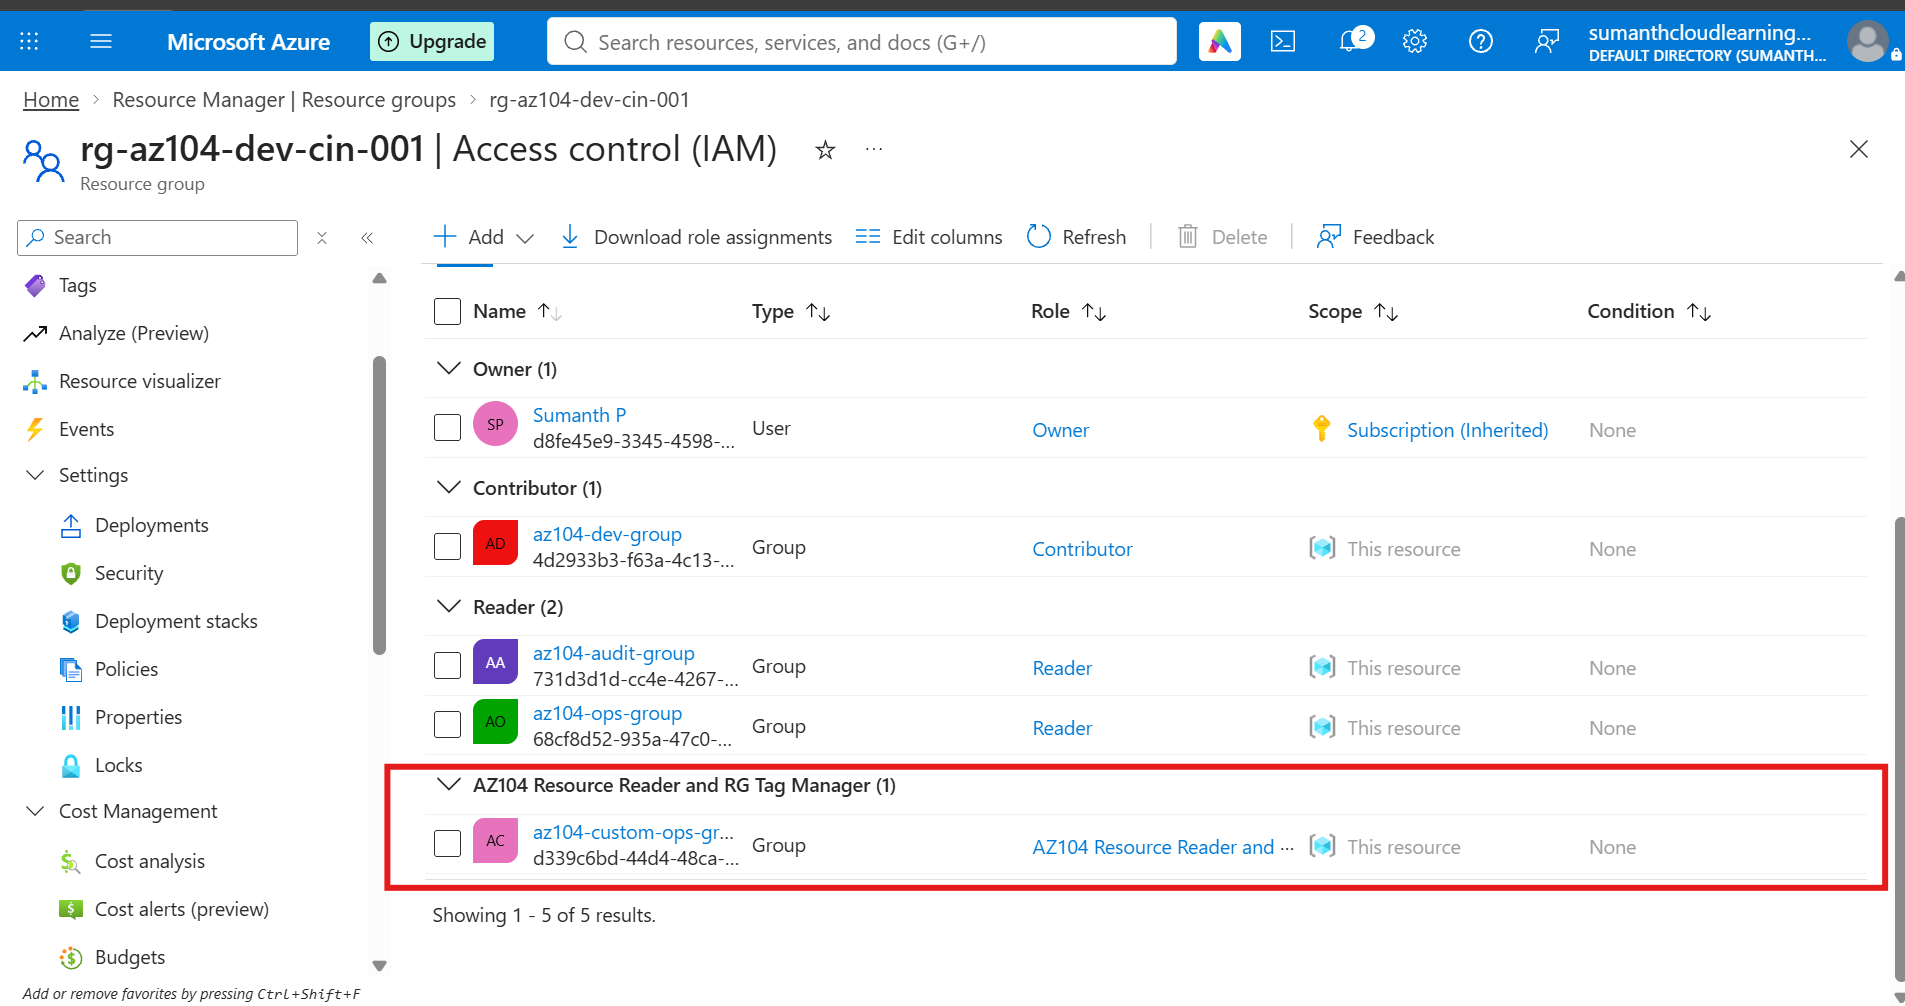 Microsoft Azure
Upgrade
Search resources, services, and docs (G+/)
2
sumanthcloudlearning...
DEFAULT DIRECTORY (SUMANTH...
Home > Resource Manager | Resource groups > rg-az104-dev-cin-001
rg-az104-dev-cin-001 | Access control (IAM)
Resource group
Search
Tags
Analyze (Preview)
Resource visualizer
Events
Settings
Deployments
Security
Deployment stacks
Policies
Properties
Locks
Cost Management
Cost analysis
Cost alerts (preview)
Budgets
Add or remove favorites by pressing Ctrl+Shift+F
Add Download role assignments Edit columns Refresh Delete Feedback
Name Type Role Scope Condition
Owner (1)
SP Sumanth P User Owner Subscription (Inherited) None
d8fe45e9-3345-4598-...
Contributor (1)
AD az104-dev-group Group Contributor This resource None
4d2933b3-f63a-4c13-...
Reader (2)
AA az104-audit-group Group Reader This resource None
731d3d1d-cc4e-4267-...
AO az104-ops-group Group Reader This resource None
68cf8d52-935a-47c0-...
AZ104 Resource Reader and RG Tag Manager (1)
AC az104-custom-ops-gr... Group AZ104 Resource Reader and ... This resource None
d339c6bd-44d4-48ca-...
Showing 1 - 5 of 5 results.